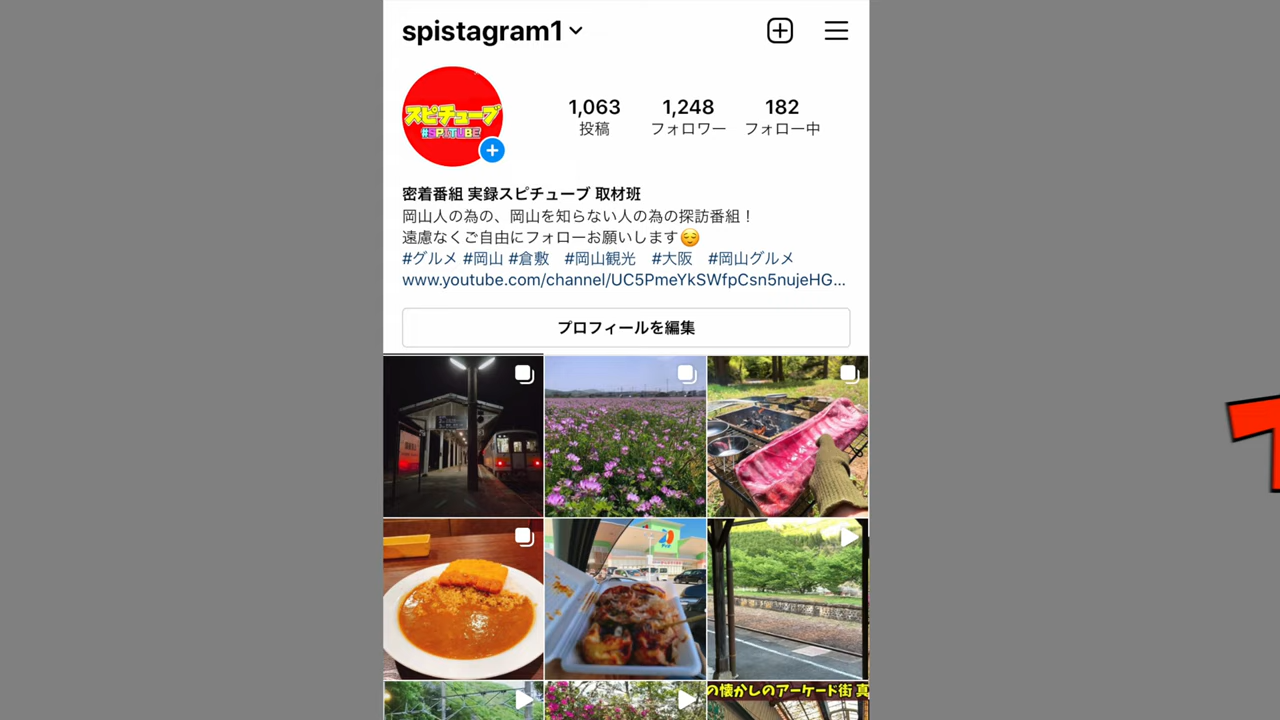 spistagram1
スピチューブ
#SPITUBE
1,063
投稿
1,248
フォロワー
182
フォロー中
密着番組 実録スピチューブ 取材班
岡山人の為の、岡山を知らない人の為の探訪番組！
遠慮なくご自由にフォローお願いします😌
#グルメ #岡山 #倉敷 #岡山観光 #大阪 #岡山グルメ
www.youtube.com/channel/UC5PmeYkSWfpCsn5nujeHG...
プロフィールを編集
の懐かしのアーケード街 真